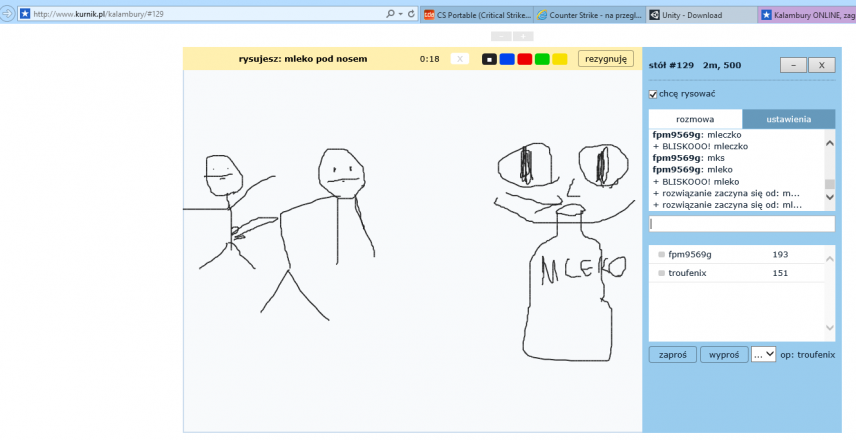 http://www.kurnik.pl/kalambury/#129
CS Portable (Critical Strike...
Counter Strike - na przegl...
Unity - Download
Kalambury ONLINE, zag
rysujesz: mleko pod nosem
0:18
X
rezygnuję
stół #129 2m, 500
– X
chcę rysować
rozmowa
ustawienia
fpm9569g: mleczko
+ BLISKOOO! mleczko
fpm9569g: mks
fpm9569g: mleko
+ BLISKOOO! mleko
+ rozwiązanie zaczyna się od: m...
+ rozwiązanie zaczyna się od: ml...
fpm9569g 193
troufenix 151
zaproś
wyproś
...
op: troufenix
MLEKO